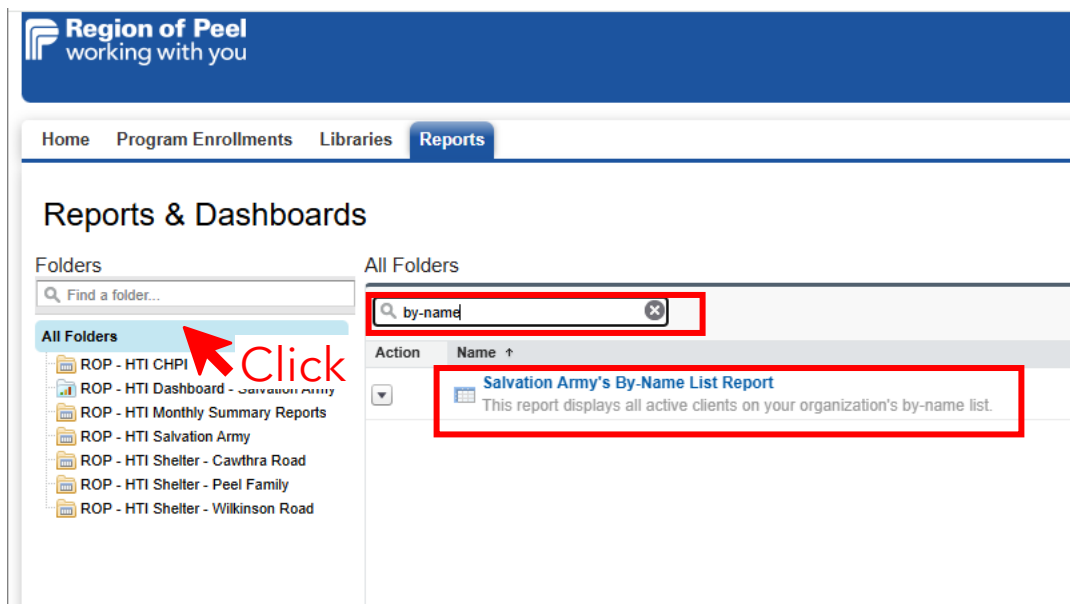 Region of Peel
working with you
Home Program Enrollments Libraries Reports
Reports & Dashboards
Folders
Find a folder...
All Folders
ROP - HTI CHPI
ROP - HTI Dashboard - Salvation Army
ROP - HTI Monthly Summary Reports
ROP - HTI Salvation Army
ROP - HTI Shelter - Cawthra Road
ROP - HTI Shelter - Peel Family
ROP - HTI Shelter - Wilkinson Road
Click
All Folders
by-name
Action Name ↑
Salvation Army's By-Name List Report
This report displays all active clients on your organization's by-name list.